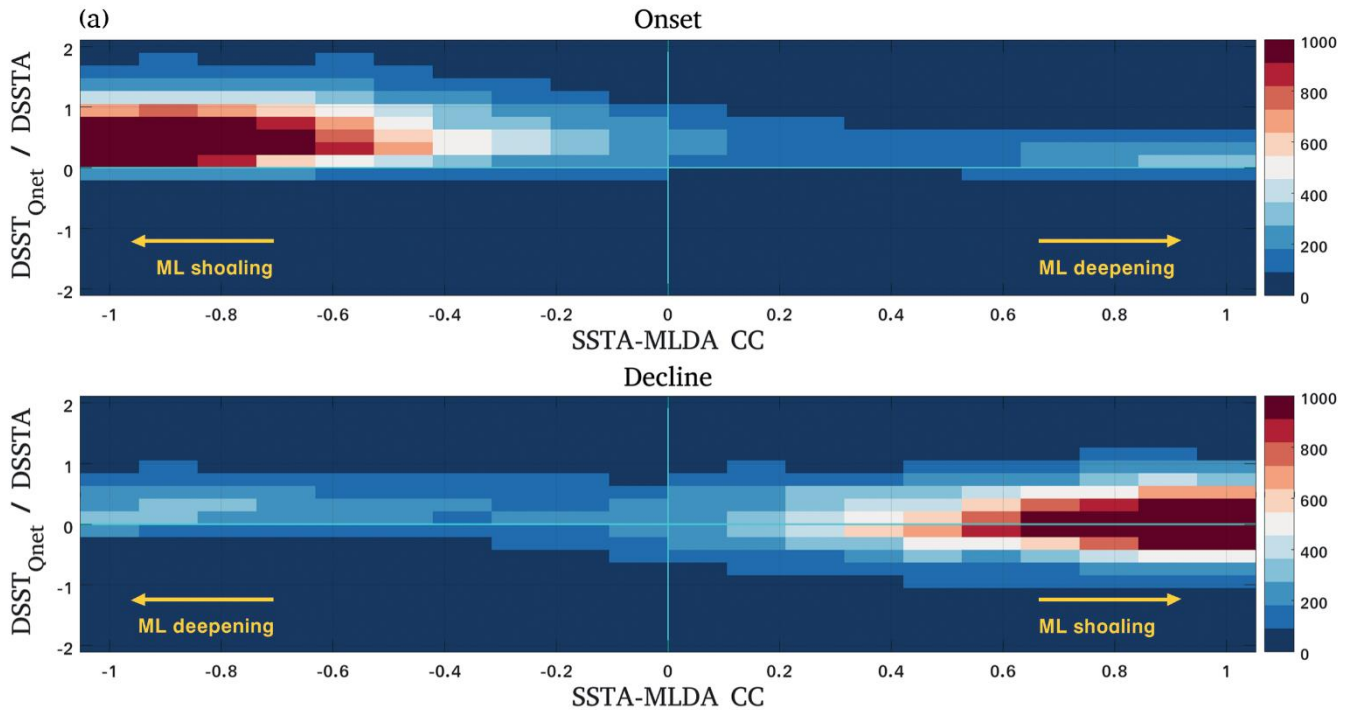 (a)
Onset
DSST_Qnet / DSSTA
2
1
0
-1
-2
ML shoaling
ML deepening
-1 -0.8 -0.6 -0.4 -0.2 0 0.2 0.4 0.6 0.8 1
SSTA-MLDA CC
1000
800
600
400
200
0
Decline
DSST_Qnet / DSSTA
2
1
0
-1
-2
ML deepening
ML shoaling
-1 -0.8 -0.6 -0.4 -0.2 0 0.2 0.4 0.6 0.8 1
SSTA-MLDA CC
1000
800
600
400
200
0